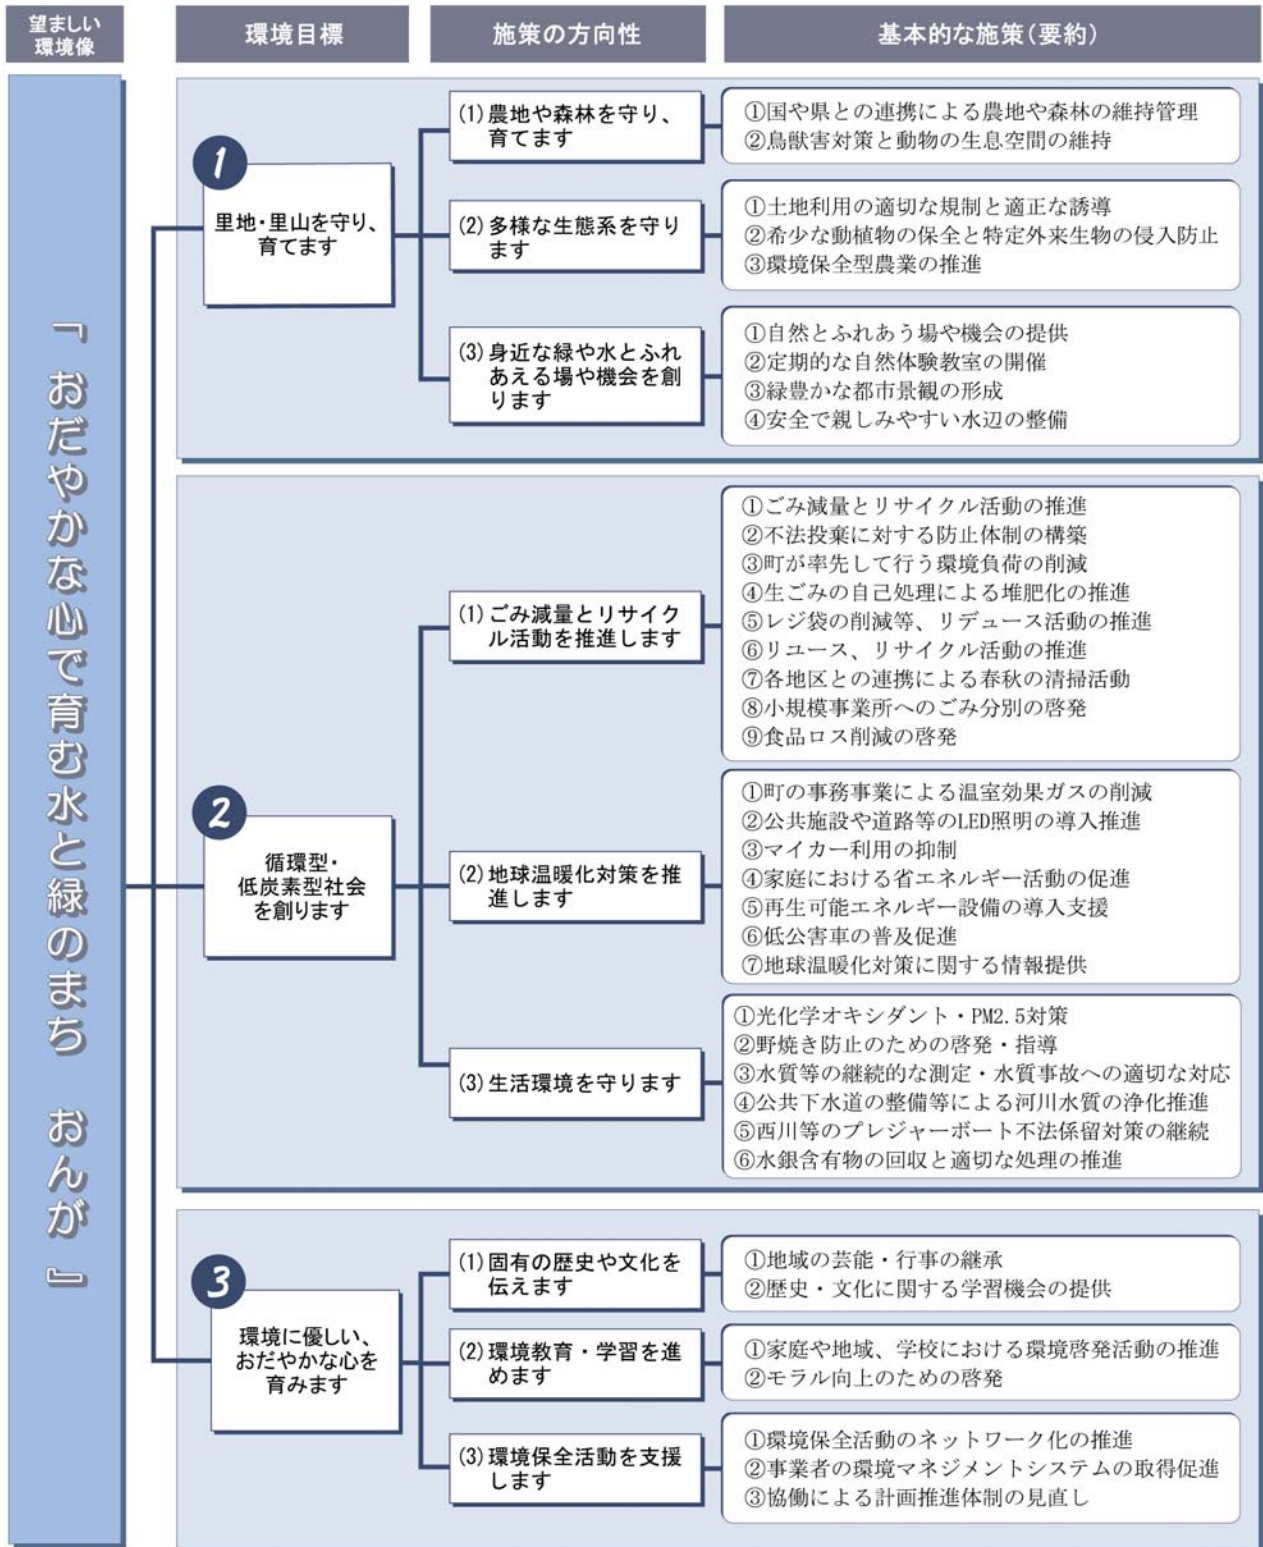 望ましい
環境像
環境目標
施策の方向性
基本的な施策(要約)
『 おだやかな心で育む水と緑のまち おんが 』
1
里地・里山を守り、
育てます
(1) 農地や森林を守り、
育てます
①国や県との連携による農地や森林の維持管理
②鳥獣害対策と動物の生息空間の維持
(2) 多様な生態系を守り
ます
①土地利用の適切な規制と適正な誘導
②希少な動植物の保全と特定外来生物の侵入防止
③環境保全型農業の推進
(3) 身近な緑や水とふれ
あえる場や機会を創
ります
①自然とふれあう場や機会の提供
②定期的な自然体験教室の開催
③緑豊かな都市景観の形成
④安全で親しみやすい水辺の整備
2
循環型・
低炭素型社会
を創ります
(1) ごみ減量とリサイク
ル活動を推進します
①ごみ減量とリサイクル活動の推進
②不法投棄に対する防止体制の構築
③町が率先して行う環境負荷の削減
④生ごみの自己処理による堆肥化の推進
⑤レジ袋の削減等、リデュース活動の推進
⑥リユース、リサイクル活動の推進
⑦各地区との連携による春秋の清掃活動
⑧小規模事業所へのごみ分別の啓発
⑨食品ロス削減の啓発
(2) 地球温暖化対策を推
進します
①町の事務事業による温室効果ガスの削減
②公共施設や道路等のLED照明の導入推進
③マイカー利用の抑制
④家庭における省エネルギー活動の促進
⑤再生可能エネルギー設備の導入支援
⑥低公害車の普及促進
⑦地球温暖化対策に関する情報提供
(3) 生活環境を守ります
①光化学オキシダント・PM2.5対策
②野焼き防止のための啓発・指導
③水質等の継続的な測定・水質事故への適切な対応
④公共下水道の整備等による河川水質の浄化推進
⑤西川等のプレジャーボート不法係留対策の継続
⑥水銀含有物の回収と適切な処理の推進
3
環境に優しい、
おだやかな心を
育みます
(1) 固有の歴史や文化を
伝えます
①地域の芸能・行事の継承
②歴史・文化に関する学習機会の提供
(2) 環境教育・学習を進
めます
①家庭や地域、学校における環境啓発活動の推進
②モラル向上のための啓発
(3) 環境保全活動を支援
します
①環境保全活動のネットワーク化の推進
②事業者の環境マネジメントシステムの取得促進
③協働による計画推進体制の見直し